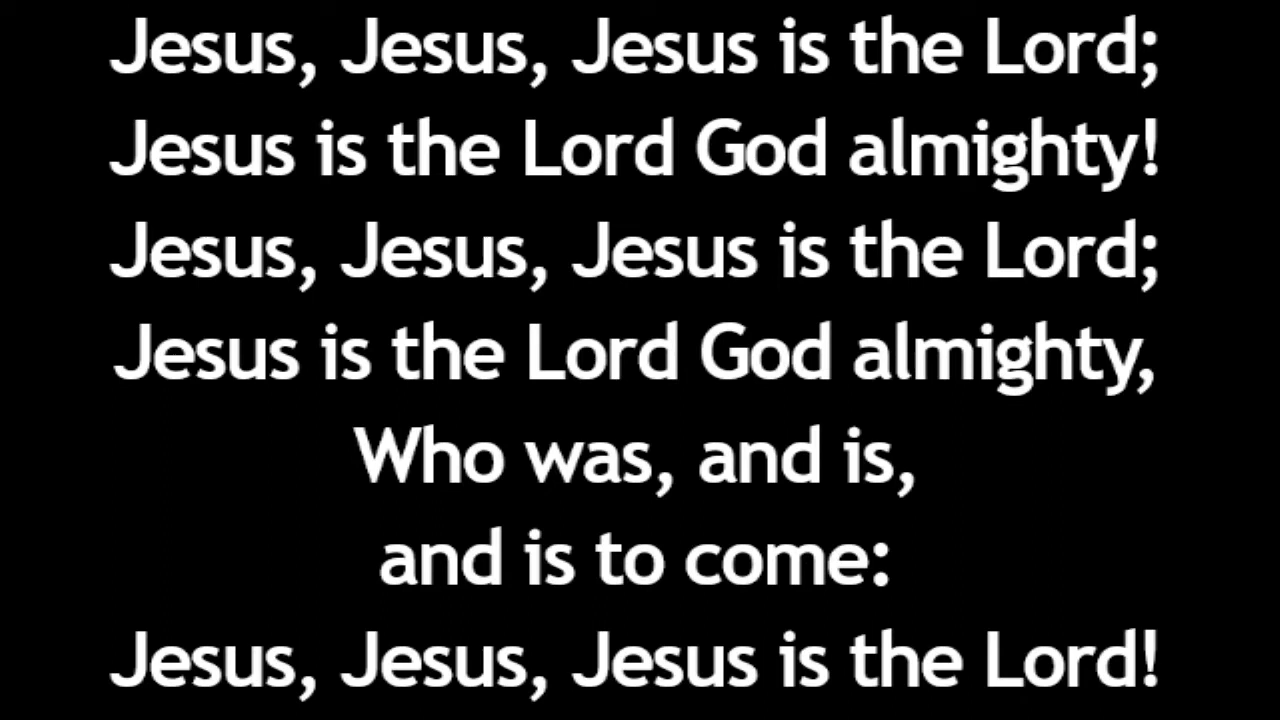 Jesus, Jesus, Jesus is the Lord;
Jesus is the Lord God almighty!
Jesus, Jesus, Jesus is the Lord;
Jesus is the Lord God almighty,
Who was, and is,
and is to come:
Jesus, Jesus, Jesus is the Lord!